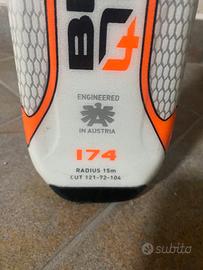 ENGINEERED
IN AUSTRIA
174
RADIUS 15m
CUT 121-72-104
subito